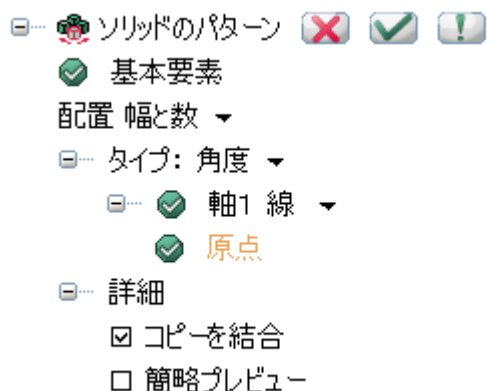 ソリッドのパターン
基本要素
配置 幅と数
タイプ: 角度
軸1 線
原点
詳細
コピーを結合
簡略プレビュー